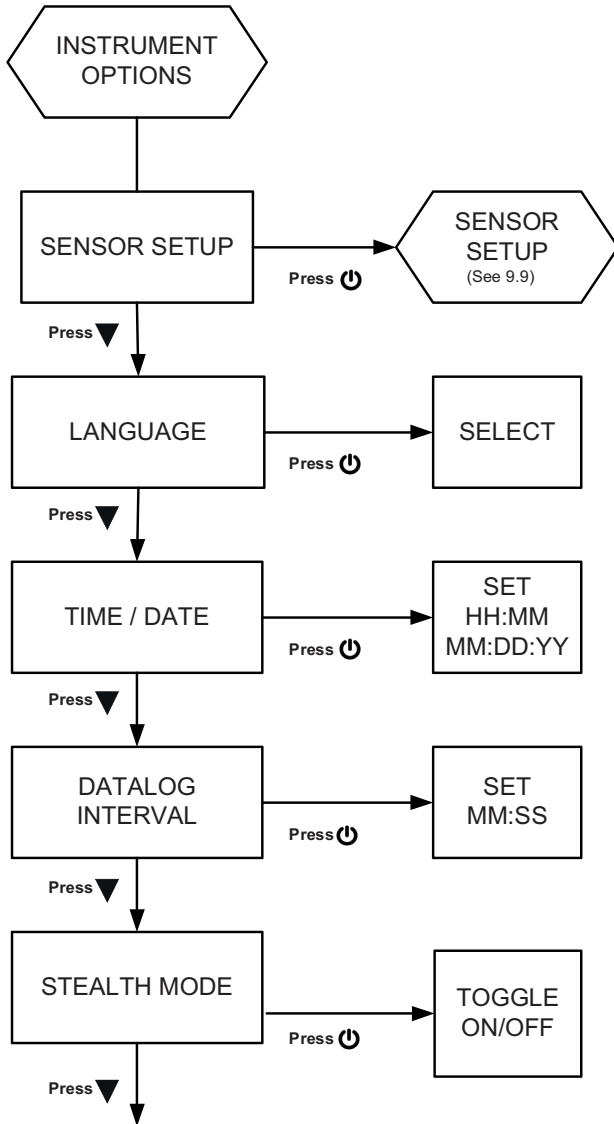 INSTRUMENT
OPTIONS
SENSOR SETUP
Press
SENSOR
SETUP
(See 9.9)
Press
LANGUAGE
Press
SELECT
Press
TIME / DATE
Press
SET
HH:MM
MM:DD:YY
Press
DATALOG
INTERVAL
Press
SET
MM:SS
Press
STEALTH MODE
Press
TOGGLE
ON/OFF
Press